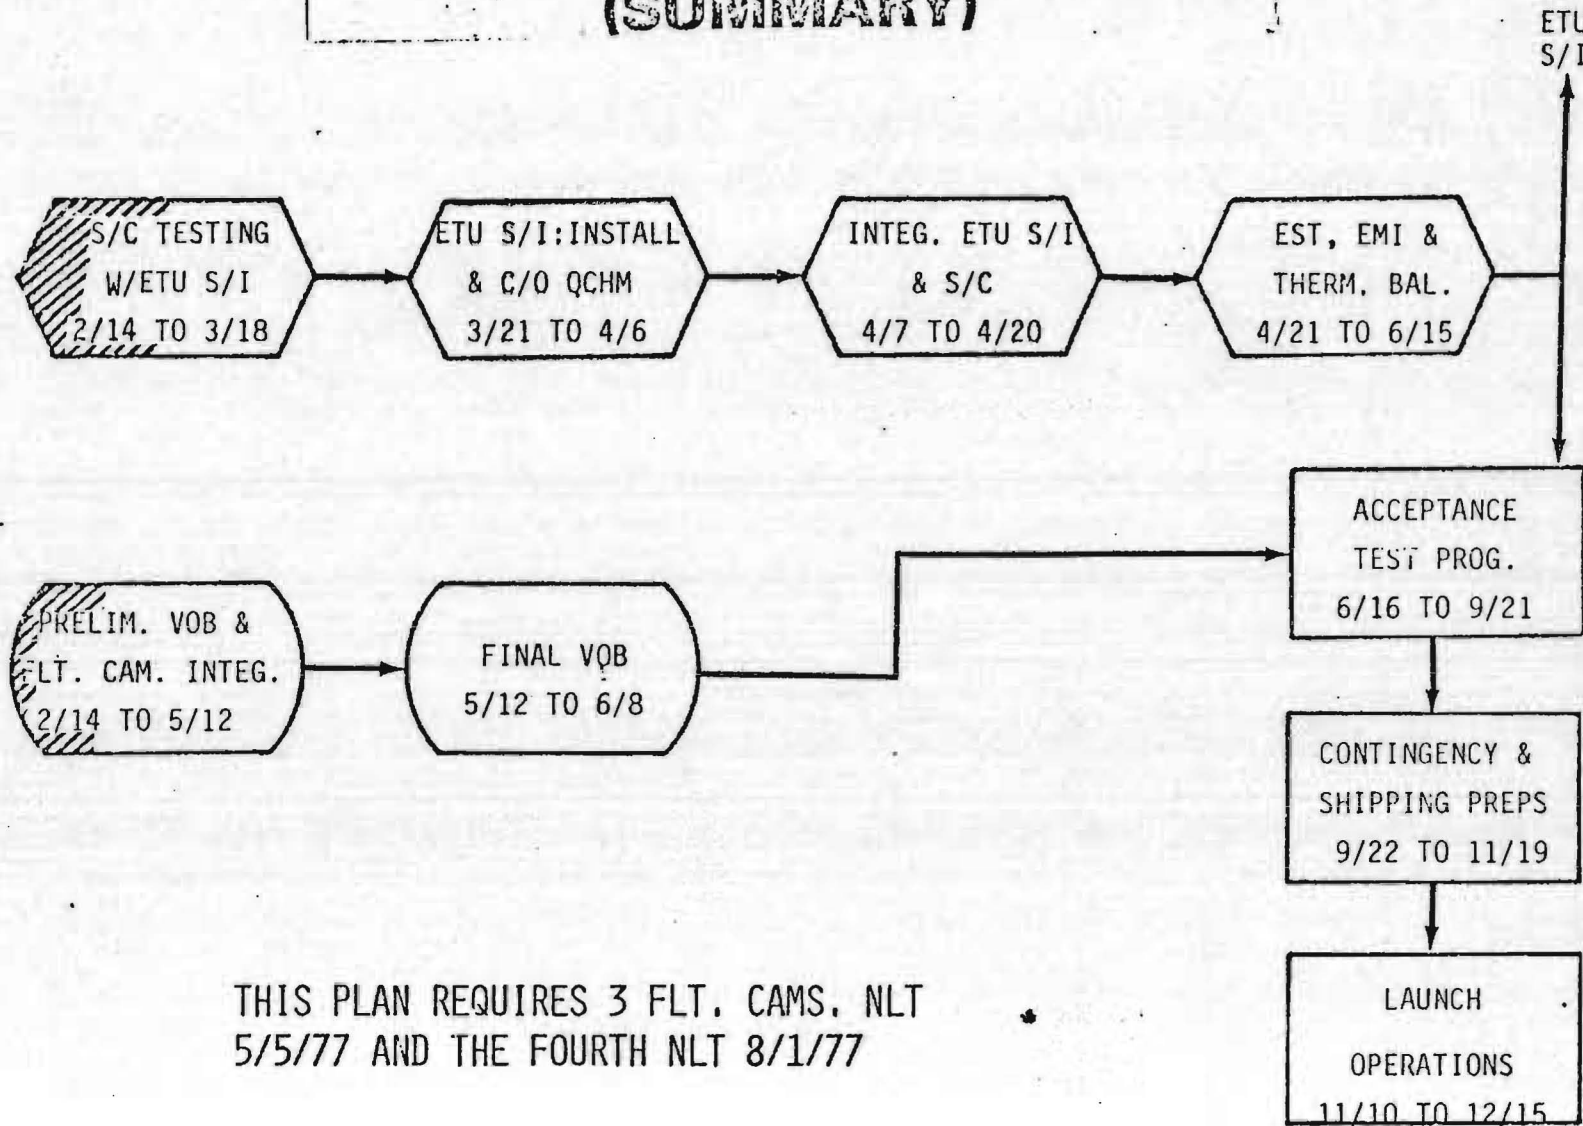 (SUMMARY)
ETU
S/I
S/C TESTING
W/ETU S/I
2/14 TO 3/18
ETU S/I:INSTALL
& C/O QCHM
3/21 TO 4/6
INTEG. ETU S/I
& S/C
4/7 TO 4/20
EST, EMI &
THERM. BAL.
4/21 TO 6/15
ACCEPTANCE
TEST PROG.
6/16 TO 9/21
PRELIM. VOB &
FLT. CAM. INTEG.
2/14 TO 5/12
FINAL VOB
5/12 TO 6/8
CONTINGENCY &
SHIPPING PREPS
9/22 TO 11/19
LAUNCH
OPERATIONS
11/10 TO 12/15
THIS PLAN REQUIRES 3 FLT. CAMS. NLT
5/5/77 AND THE FOURTH NLT 8/1/77